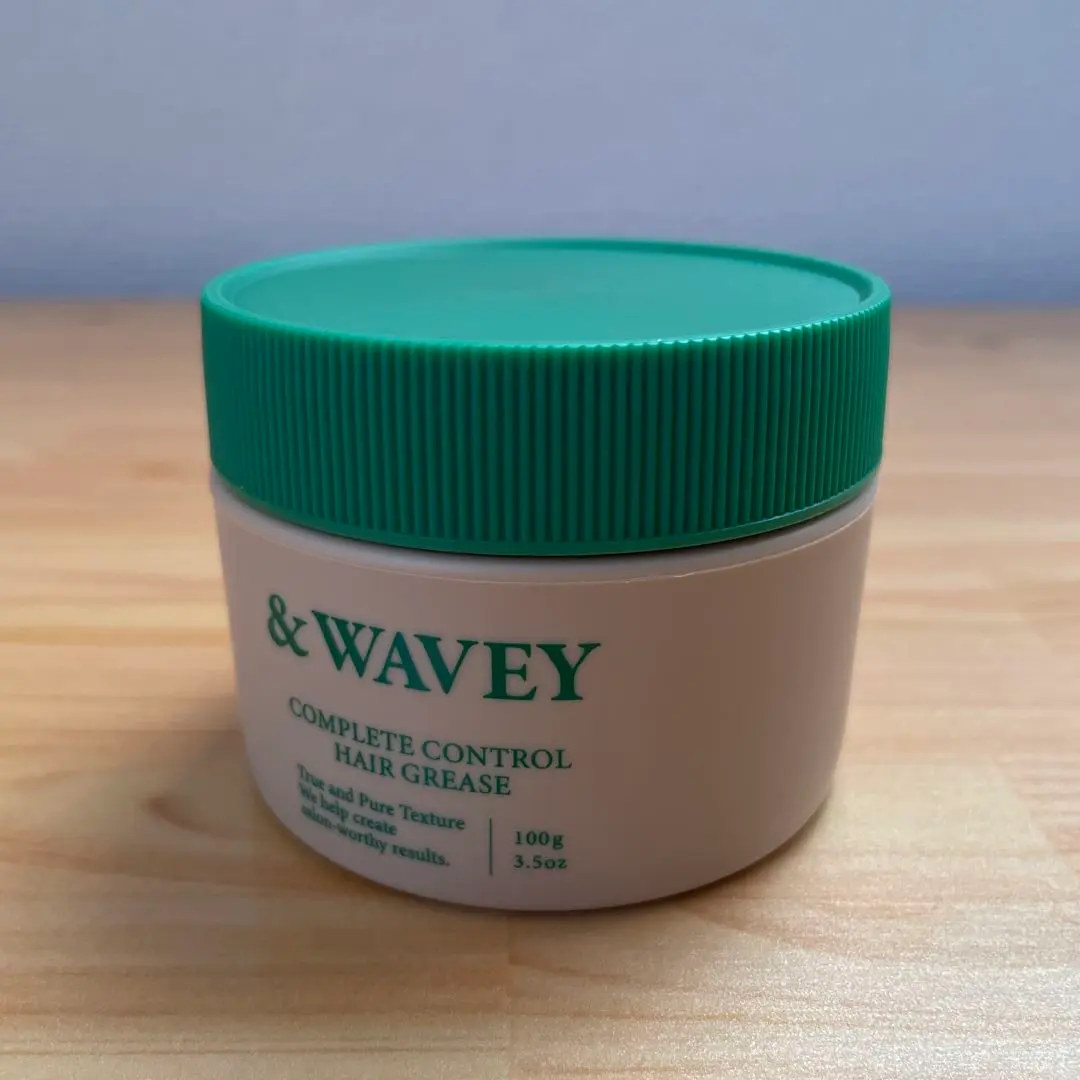 & WAVEY
COMPLETE CONTROL
HAIR GREASE
True and Pure Texture
We help create
salon-worthy results.
100g
3.5oz